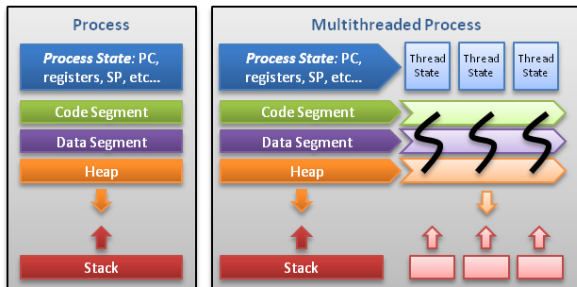 Process
Process State: PC,
registers, SP, etc...
Code Segment
Data Segment
Heap
Stack
Multithreaded Process
Process State: PC,
registers, SP, etc...
Thread
State
Thread
State
Thread
State
Code Segment
Data Segment
Heap
Stack